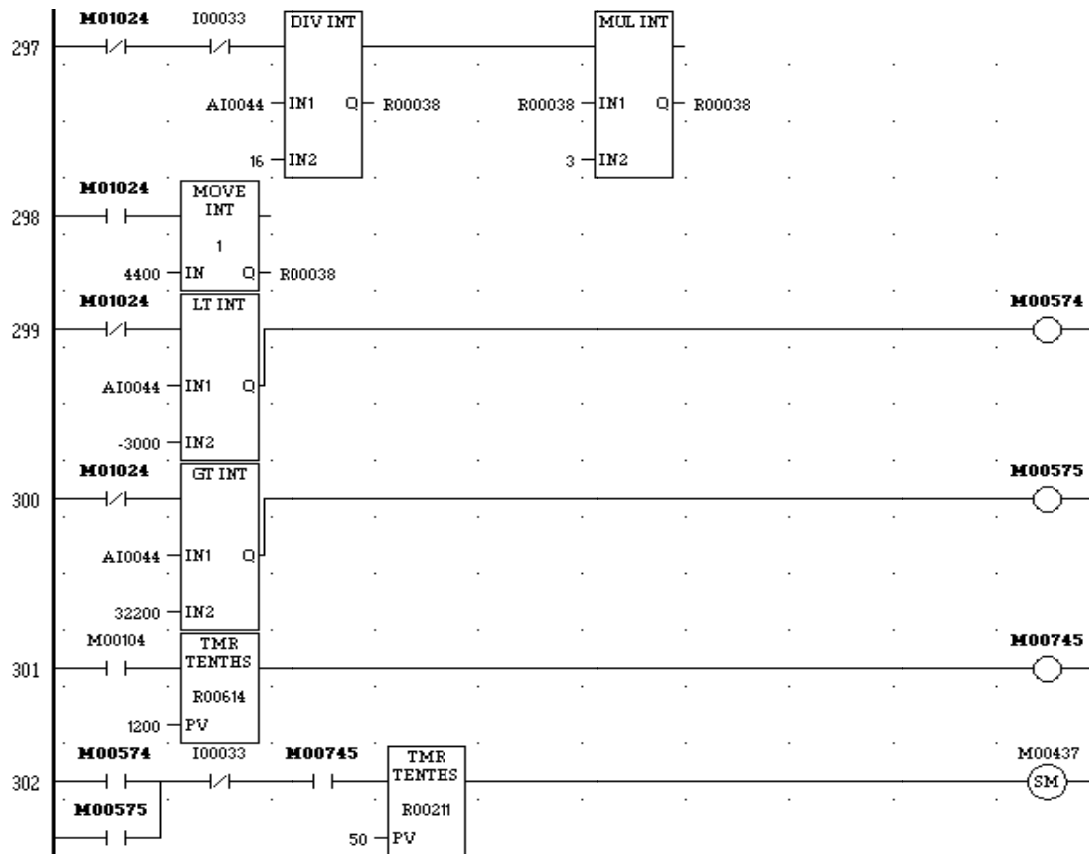 M01024 I00033 DIV INT MUL INT
297
AI0044 IN1 Q R00038 R00038 IN1 Q R00038
16 IN2 3 IN2
M01024 MOVE
298 INT
1
4400 IN Q R00038
M01024 LT INT M00574
299
AI0044 IN1 Q
-3000 IN2
M01024 GT INT M00575
300
AI0044 IN1 Q
32200 IN2
M00104 TMR M00745
301 TENTHS
R00614
1200 PV
M00574 I00033 M00745 TMR M00437
302 TENTHS SM
M00575 R00211
50 PV